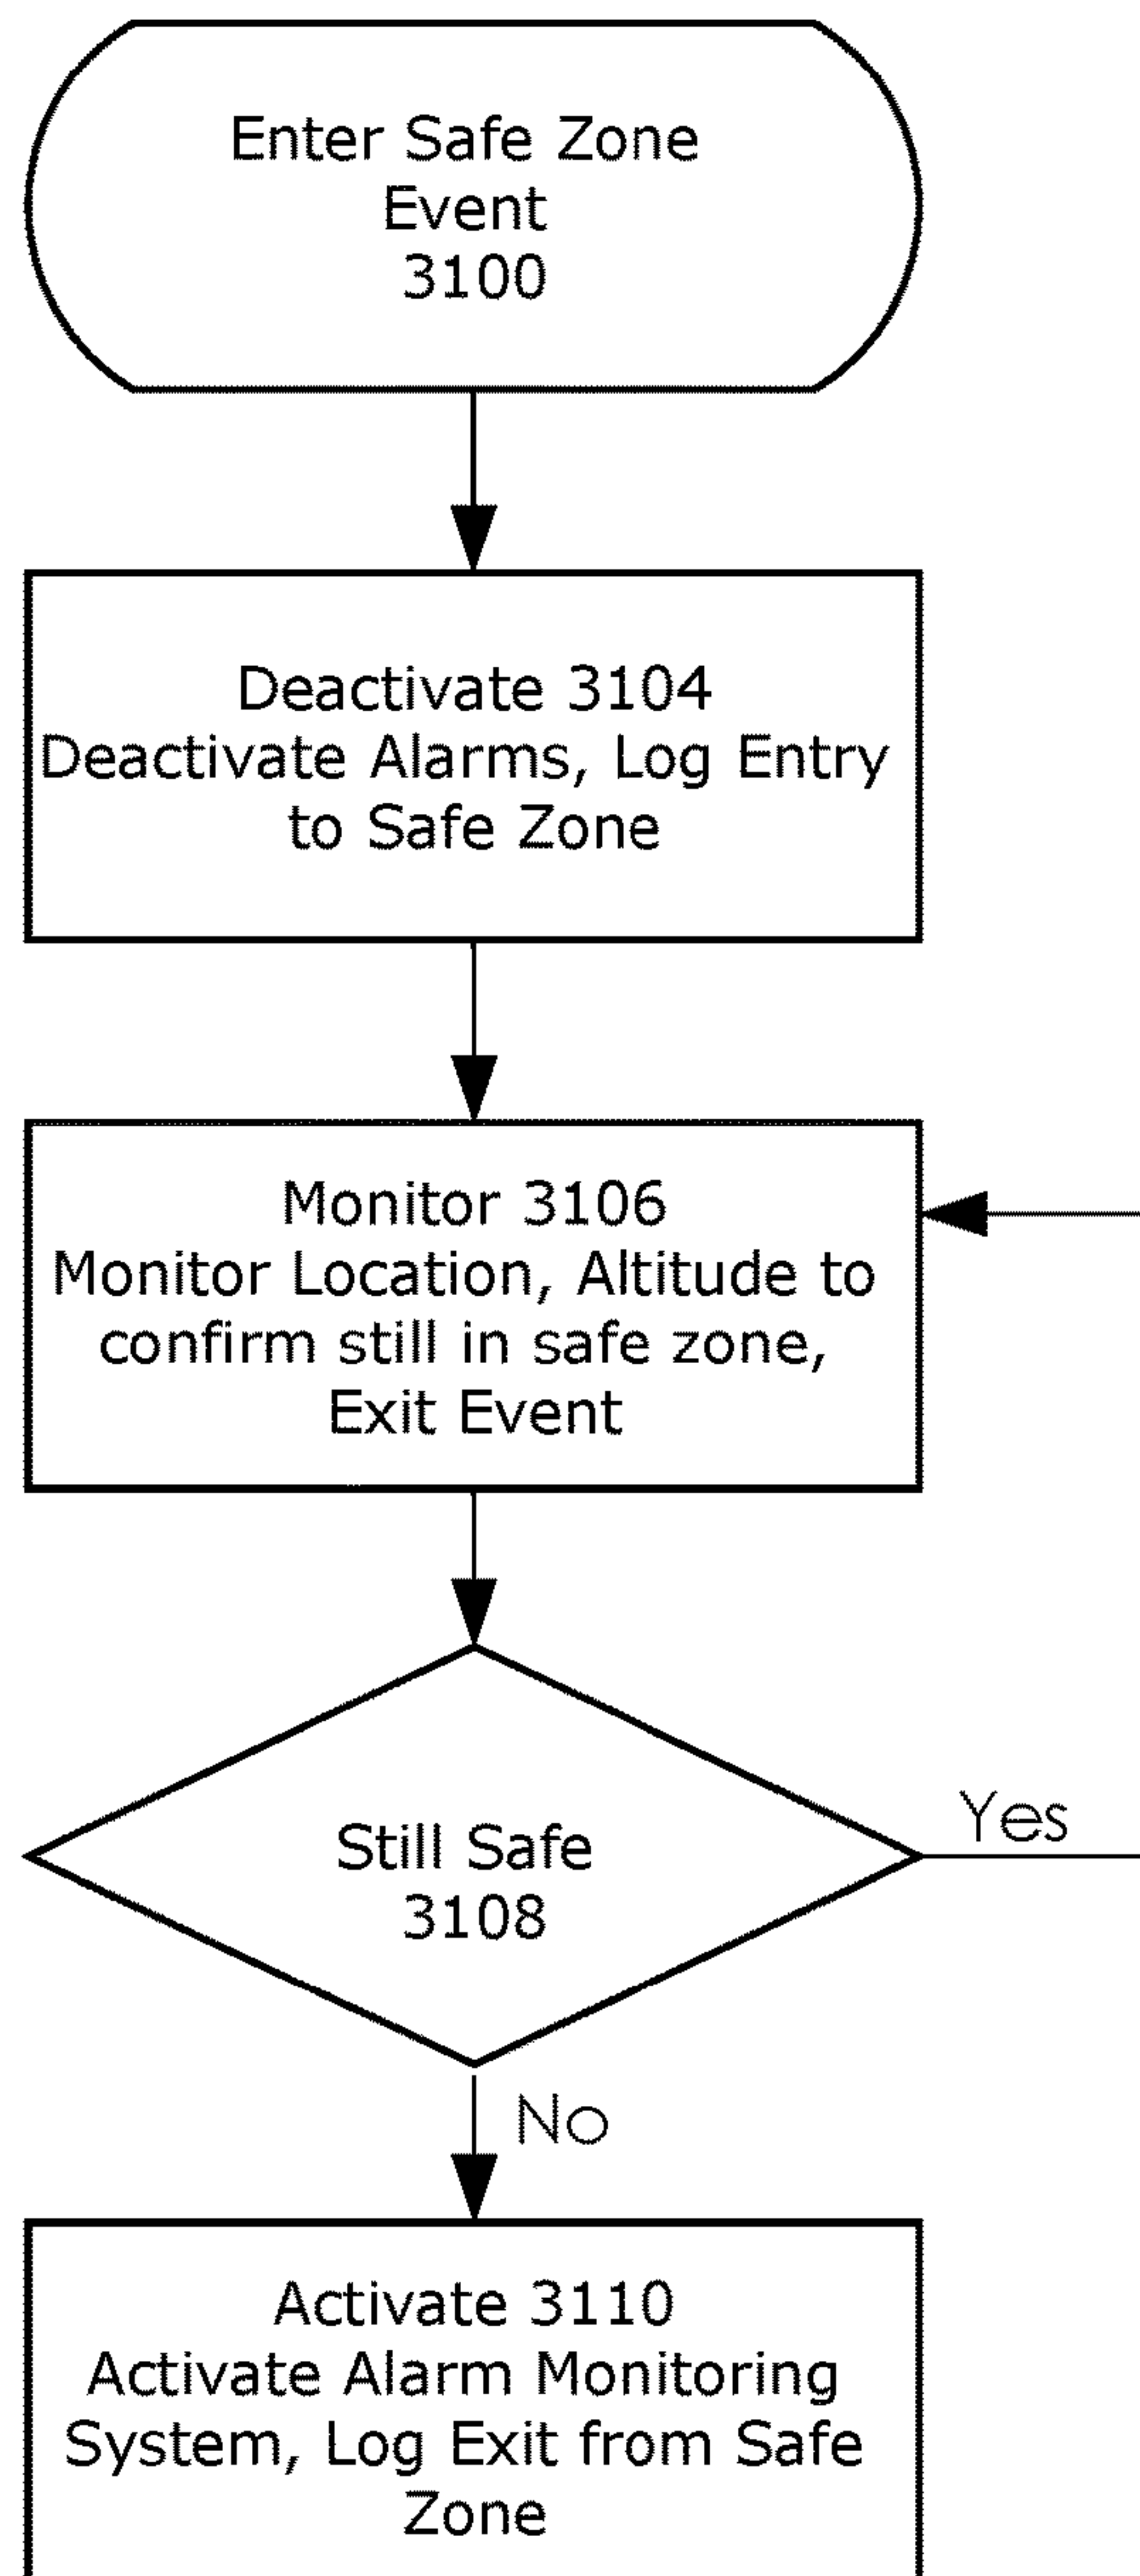 Enter Safe Zone
Event
3100
Deactivate 3104
Deactivate Alarms, Log Entry
to Safe Zone
Monitor 3106
Monitor Location, Altitude to
confirm still in safe zone,
Exit Event
Still Safe
3108
Yes
No
Activate 3110
Activate Alarm Monitoring
System, Log Exit from Safe
Zone